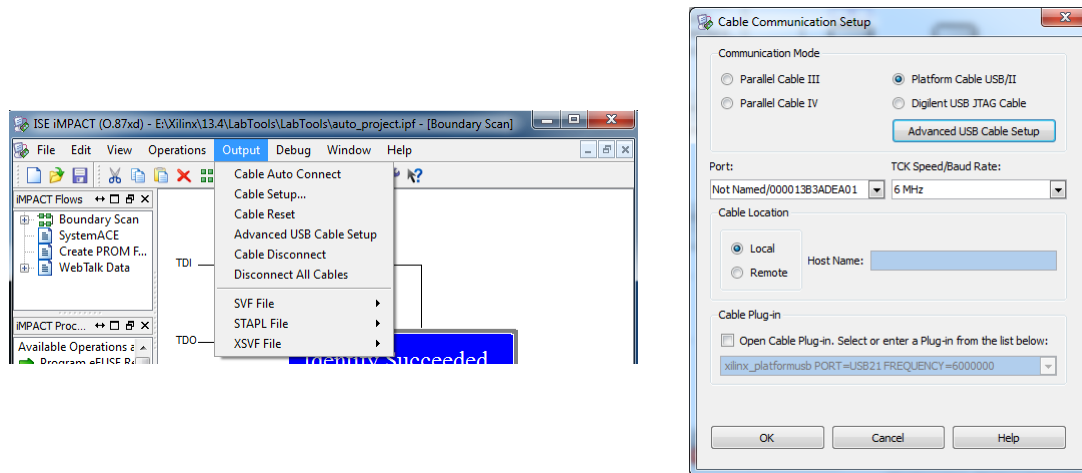 ISE iMPACT (O.87xd) - E:\Xilinx\13.4\LabTools\LabTools\auto_project.ipf - [Boundary Scan]
File Edit View Operations Output Debug Window Help
Cable Auto Connect
Cable Setup...
Cable Reset
Advanced USB Cable Setup
Cable Disconnect
Disconnect All Cables
SVF File
STAPL File
XSVF File
iMPACT Flows
Boundary Scan
SystemACE
Create PROM F...
WebTalk Data
iMPACT Proc...
Available Operations a
Program eFUSE Re
TDI
TDO
Identify Succeeded
Cable Communication Setup
Communication Mode
Parallel Cable III
Platform Cable USB/II
Parallel Cable IV
Digilent USB JTAG Cable
Advanced USB Cable Setup
Port:
TCK Speed/Baud Rate:
Not Named/000013B3ADEA01
6 MHz
Cable Location
Local
Remote
Host Name:
Cable Plug-in
Open Cable Plug-in. Select or enter a Plug-in from the list below:
xilinx_platformusb PORT=USB21 FREQUENCY=6000000
OK Cancel Help